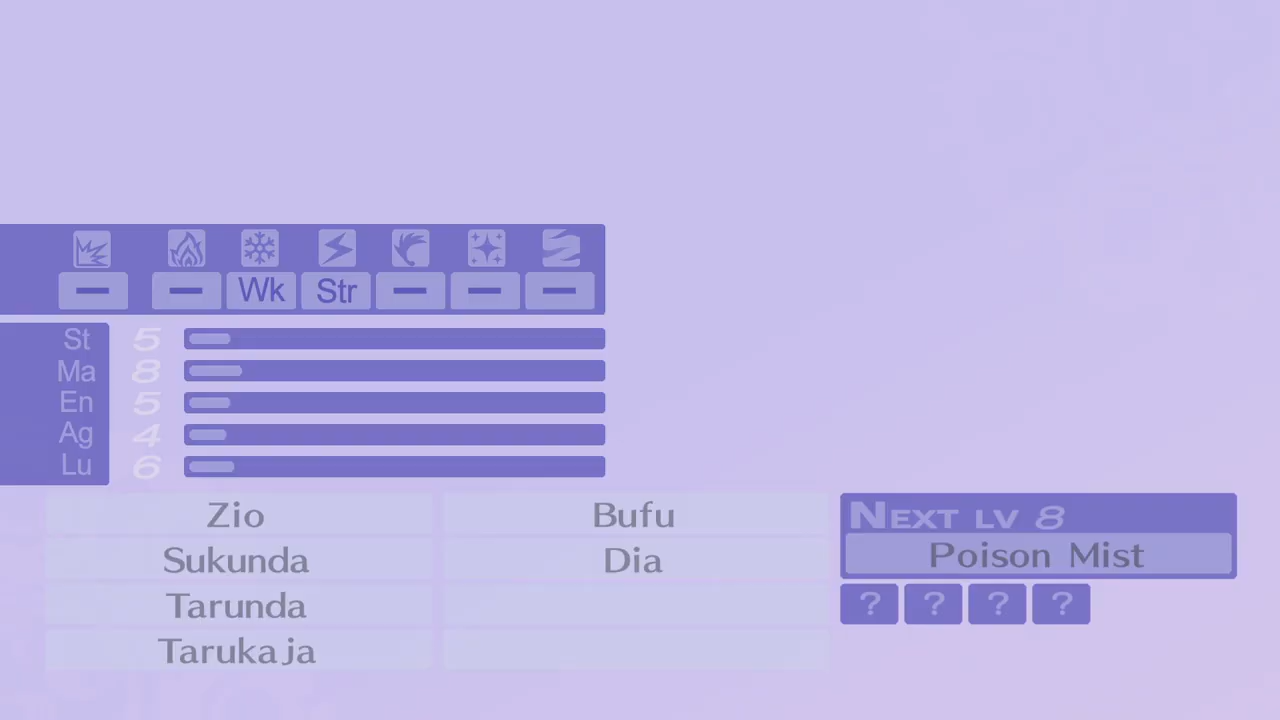 — — Wk Str — — —
St 5
Ma 8
En 5
Ag 4
Lu 6
Zio Bufu
Sukunda Dia
Tarunda
Tarukaja
NEXT LV 8
Poison Mist
? ? ? ?